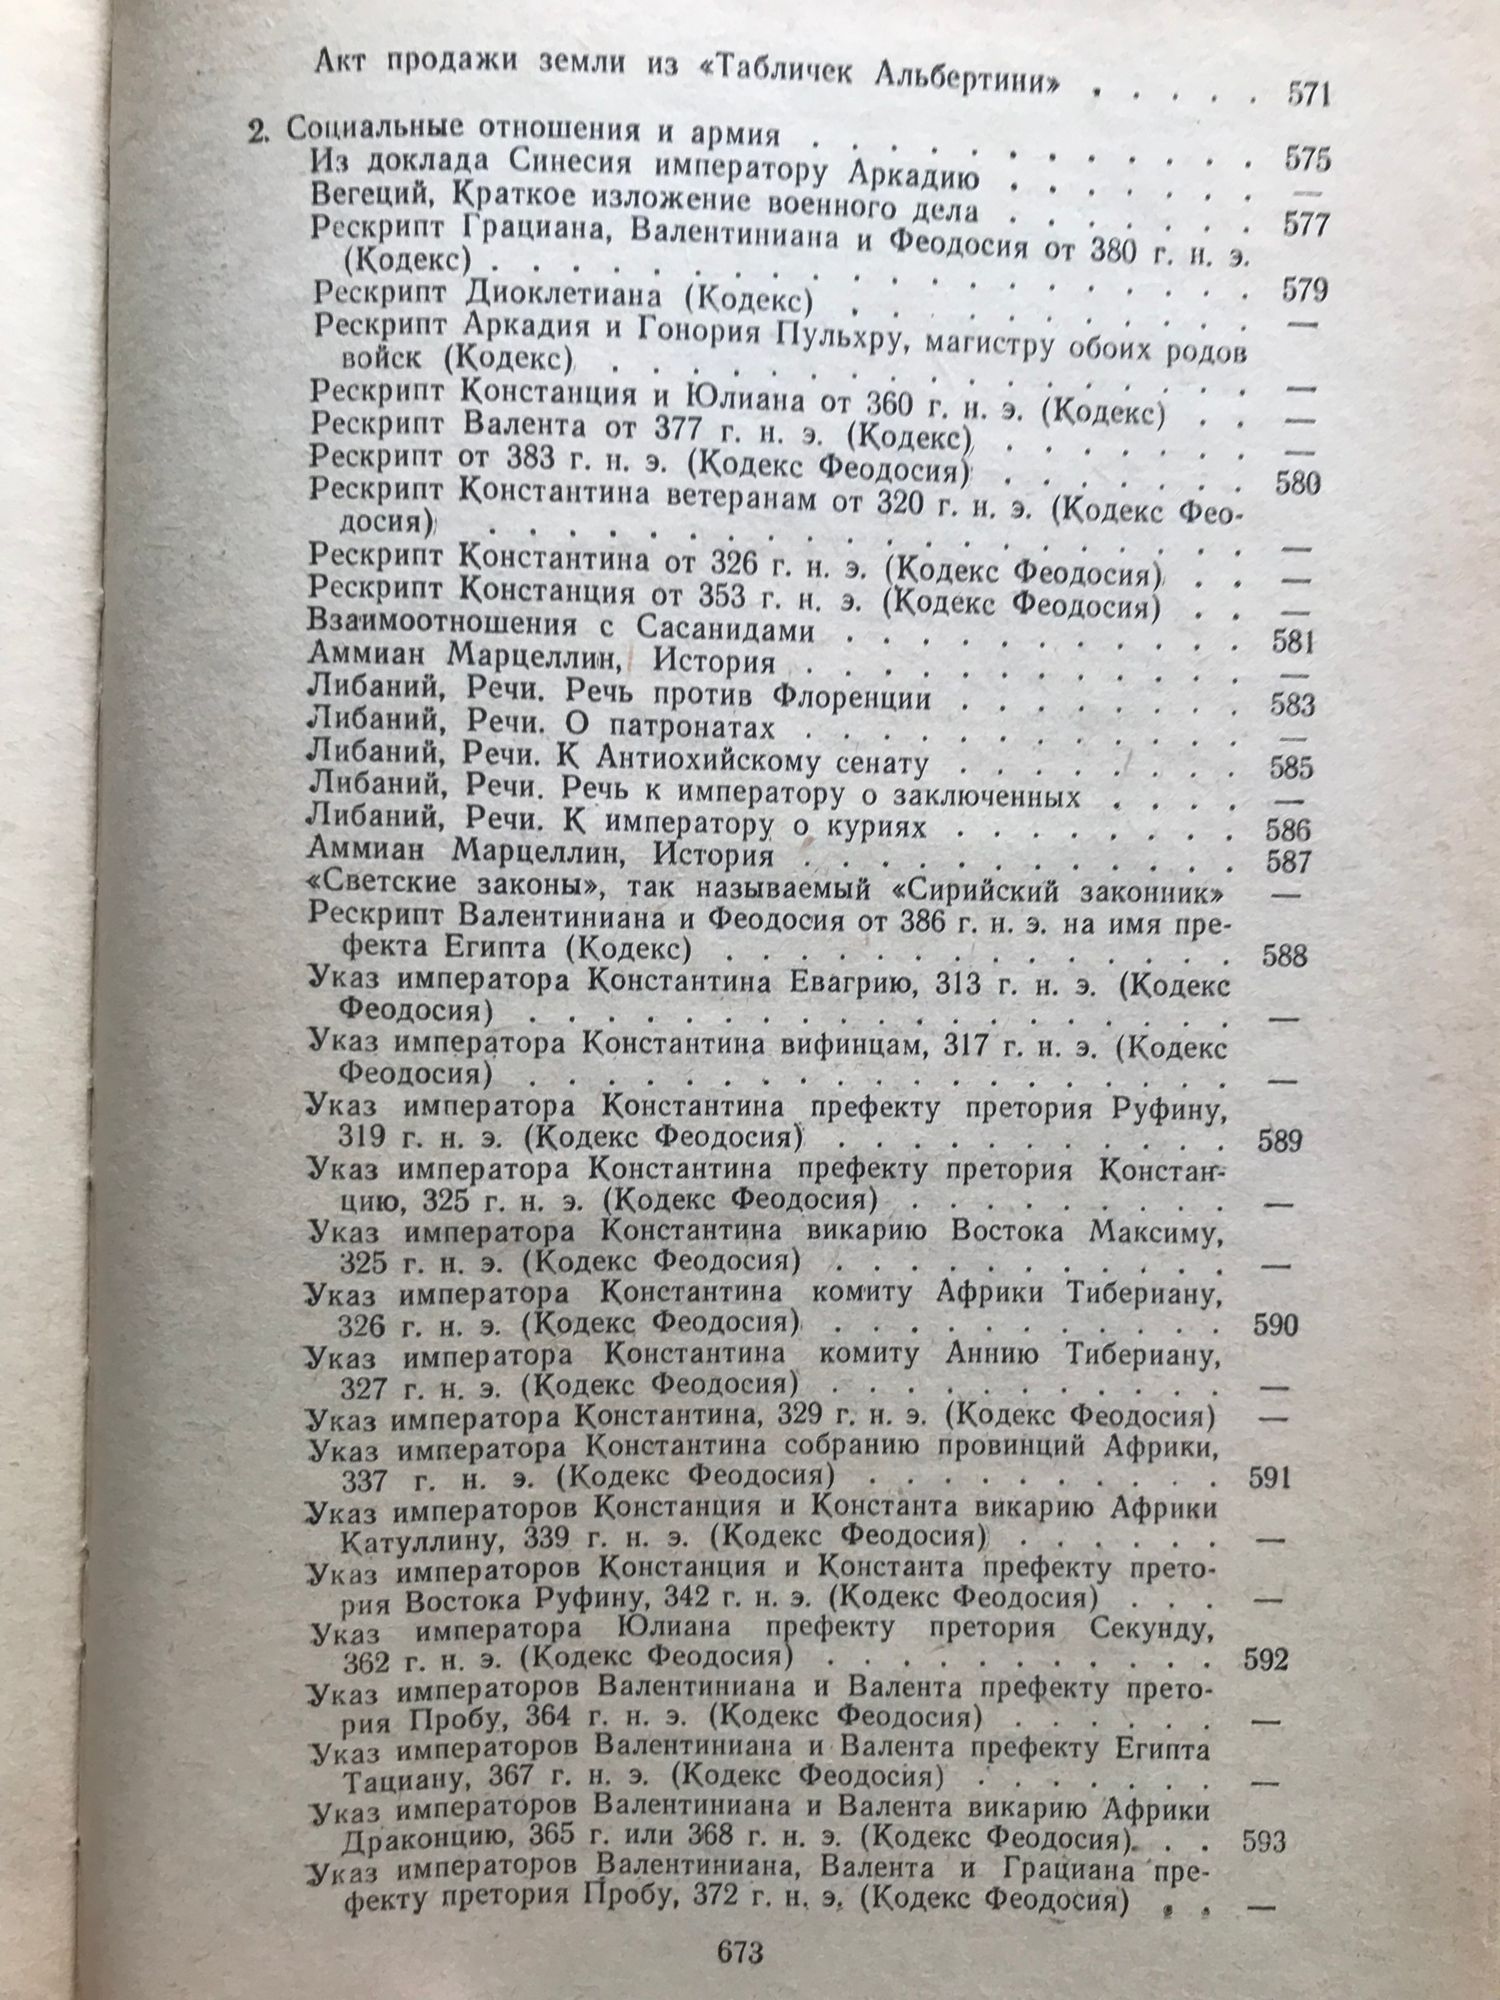 Акт продажи земли из «Табличек Альбертини» . . . . . 571
2. Социальные отношения и армия . . . . . . . . . . . . 575
Из доклада Синесия императору Аркадию . . . . . . . —
Вегеций, Краткое изложение военного дела . . . . . . . 577
Рескрипт Грациана, Валентиниана и Феодосия от 380 г. н. э.
(Кодекс) . . . . . . . . . . . . . . . . . . . . 579
Рескрипт Диоклетиана (Кодекс) . . . . . . . . . . . —
Рескрипт Аркадия и Гонория Пульхру, магистру обоих родов
войск (Кодекс) . . . . . . . . . . . . . . . . . —
Рескрипт Констанция и Юлиана от 360 г. н. э. (Кодекс) . . —
Рескрипт Валента от 377 г. н. э. (Кодекс) . . . . . . . —
Рескрипт от 383 г. н. э. (Кодекс Феодосия) . . . . . . . 580
Рескрипт Константина ветеранам от 320 г. н. э. (Кодекс Фео-
досия) . . . . . . . . . . . . . . . . . . . . —
Рескрипт Константина от 326 г. н. э. (Кодекс Феодосия) . . —
Рескрипт Констанция от 353 г. н. э. (Кодекс Феодосия) . . —
Взаимоотношения с Сасанидами . . . . . . . . . . . 581
Аммиан Марцеллин, История . . . . . . . . . . . . —
Либаний, Речи. Речь против Флоренции . . . . . . . . 583
Либаний, Речи. О патронатах . . . . . . . . . . . . —
Либаний, Речи. К Антиохийскому сенату . . . . . . . . 585
Либаний, Речи. Речь к императору о заключенных . . . . —
Либаний, Речи. К императору о куриях . . . . . . . . 586
Аммиан Марцеллин, История . . . . . . . . . . . . 587
«Светские законы», так называемый «Сирийский законник» —
Рескрипт Валентиниана и Феодосия от 386 г. н. э. на имя пре-
фекта Египта (Кодекс) . . . . . . . . . . . . . . 588
Указ императора Константина Евагрию, 313 г. н. э. (Кодекс
Феодосия) . . . . . . . . . . . . . . . . . . . —
Указ императора Константина вифинцам, 317 г. н. э. (Кодекс
Феодосия) . . . . . . . . . . . . . . . . . . . —
Указ императора Константина префекту претория Руфину,
319 г. н. э. (Кодекс Феодосия) . . . . . . . . . . . 589
Указ императора Константина префекту претория Констан-
цию, 325 г. н. э. (Кодекс Феодосия) . . . . . . . . . —
Указ императора Константина викарию Востока Максиму,
325 г. н. э. (Кодекс Феодосия) . . . . . . . . . . . —
Указ императора Константина комиту Африки Тибериану,
326 г. н. э. (Кодекс Феодосия) . . . . . . . . . . . 590
Указ императора Константина комиту Аннию Тибериану,
327 г. н. э. (Кодекс Феодосия) . . . . . . . . . . . —
Указ императора Константина, 329 г. н. э. (Кодекс Феодосия) —
Указ императора Константина собранию провинций Африки,
337 г. н. э. (Кодекс Феодосия) . . . . . . . . . . 591
Указ императоров Констанция и Константа викарию Африки
Катуллину, 339 г. н. э. (Кодекс Феодосия) . . . . . . —
Указ императоров Констанция и Константа префекту прето-
рия Востока Руфину, 342 г. н. э. (Кодекс Феодосия) . . . —
Указ императора Юлиана префекту претория Секунду,
362 г. н. э. (Кодекс Феодосия) . . . . . . . . . . . 592
Указ императоров Валентиниана и Валента префекту прето-
рия Пробу, 364 г. н. э. (Кодекс Феодосия) . . . . . . —
Указ императоров Валентиниана и Валента префекту Египта
Тациану, 367 г. н. э. (Кодекс Феодосия) . . . . . . . —
Указ императоров Валентиниана и Валента викарию Африки
Драконцию, 365 г. или 368 г. н. э. (Кодекс Феодосия). . . 593
Указ императоров Валентиниана, Валента и Грациана пре-
фекту претория Пробу, 372 г. н. э. (Кодекс Феодосия) . . —
673